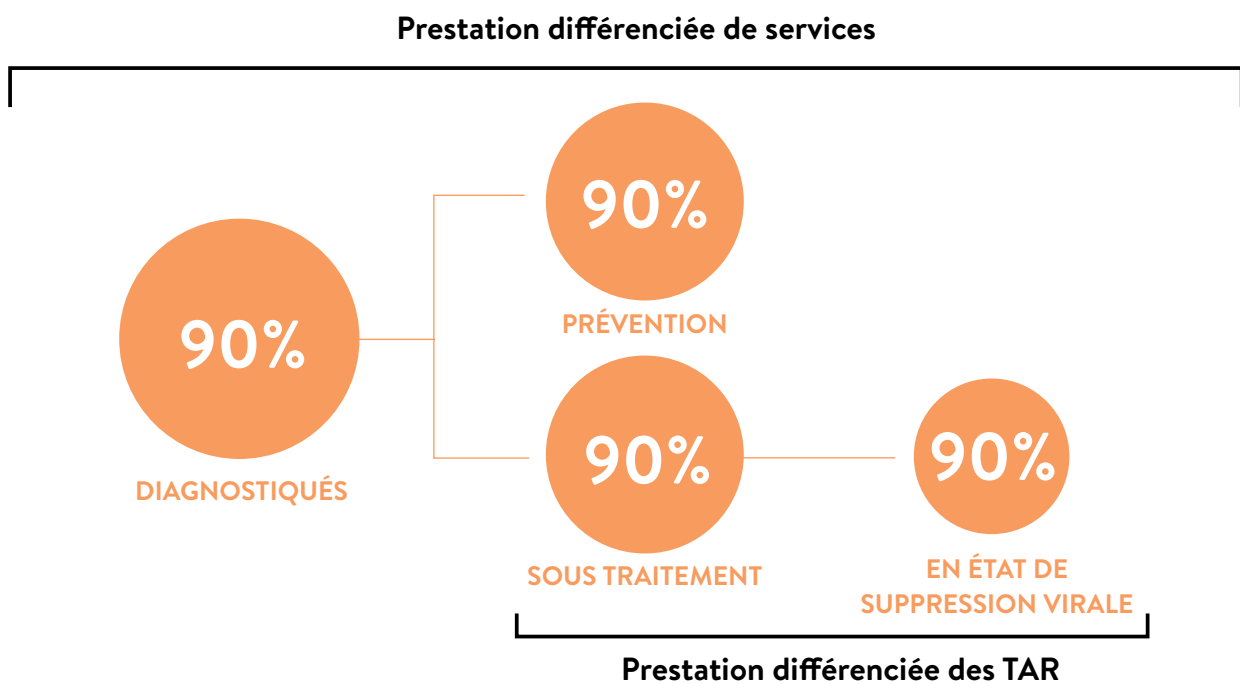 Prestation différenciée de services
90%
PRÉVENTION
90%
DIAGNOSTIQUÉS
90%
SOUS TRAITEMENT
90%
EN ÉTAT DE
SUPPRESSION VIRALE
Prestation différenciée des TAR